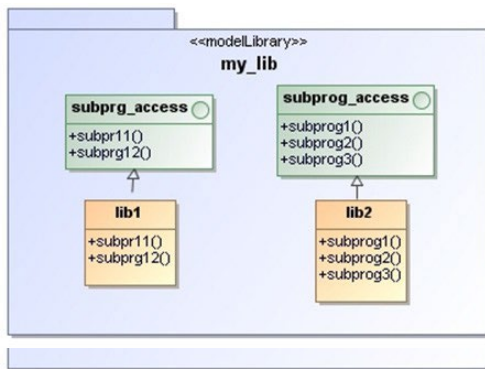 <<modelLibrary>>
my_lib
subprg_access
+subpr11()
+subprg12()
subprog_access
+subprog1()
+subprog2()
+subprog3()
lib1
+subpr11()
+subprg12()
lib2
+subprog1()
+subprog2()
+subprog3()